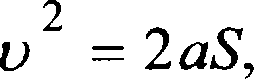 υ² = 2aS,